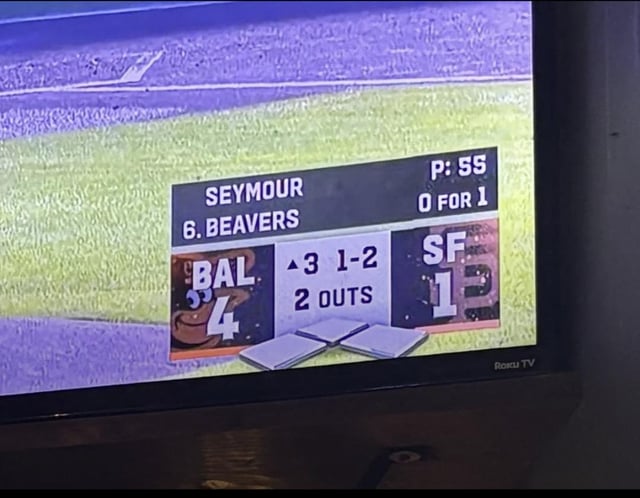 SEYMOUR P: 55
6. BEAVERS 0 FOR 1
BAL ▲3 1-2 SF
4 2 OUTS 1
Roku TV